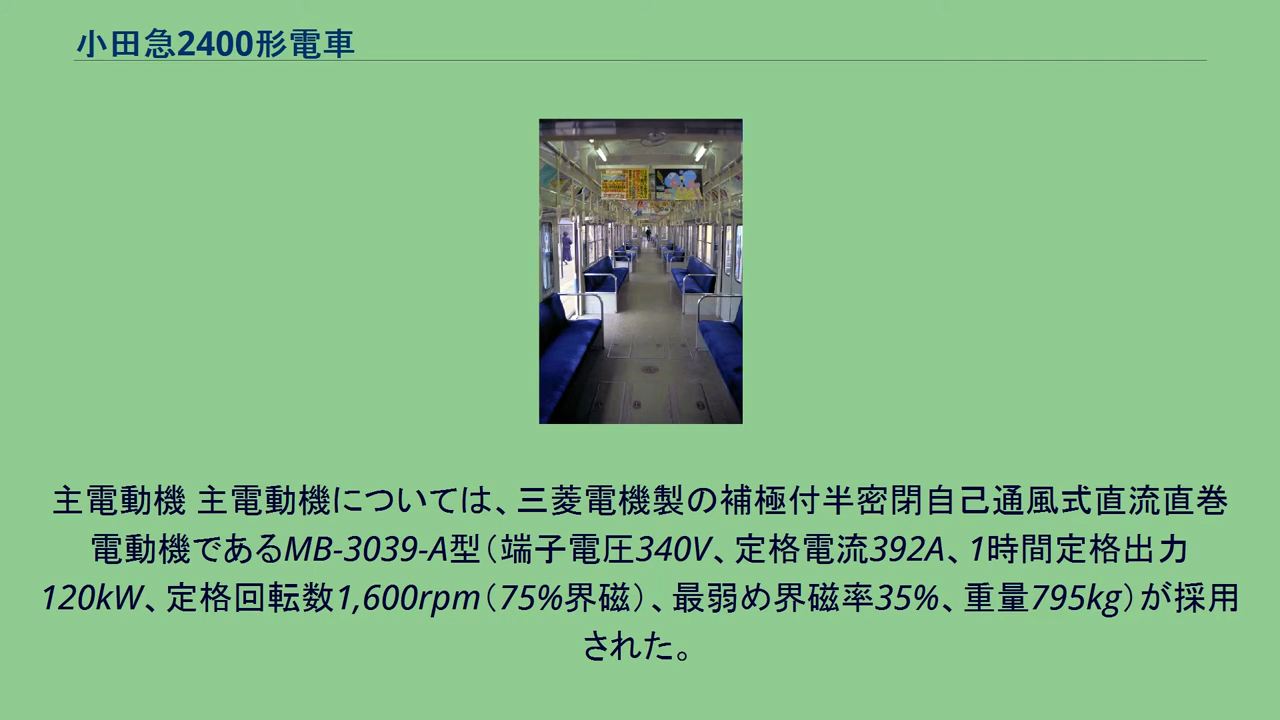 小田急2400形電車
主電動機 主電動機については、三菱電機製の補極付半密閉自己通風式直流直巻
電動機であるMB-3039-A型（端子電圧340V、定格電流392A、1時間定格出力
120kW、定格回転数1,600rpm（75%界磁）、最弱め界磁率35%、重量795kg）が採用
された。